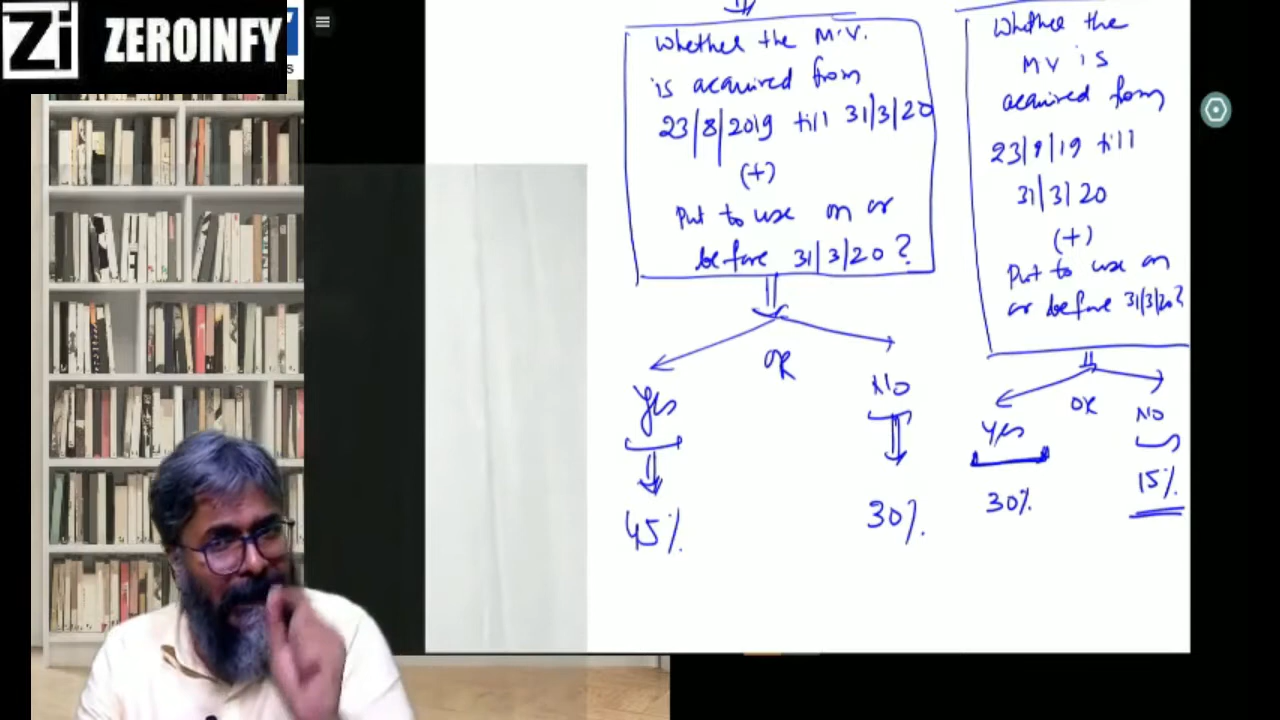 Zi ZEROINFY
s
Whether the M.V.
is acquired from
23/8/2019 till 31/3/20
(+)
Put to use on or
before 31/3/20?
OR
Yes
NO
45%
30%.
Whether the
MV is
acquired from
23/8/19 till
31/3/20
(+)
Put to use on
or before 31/3/20?
OR
Yes
NO
30%
15%